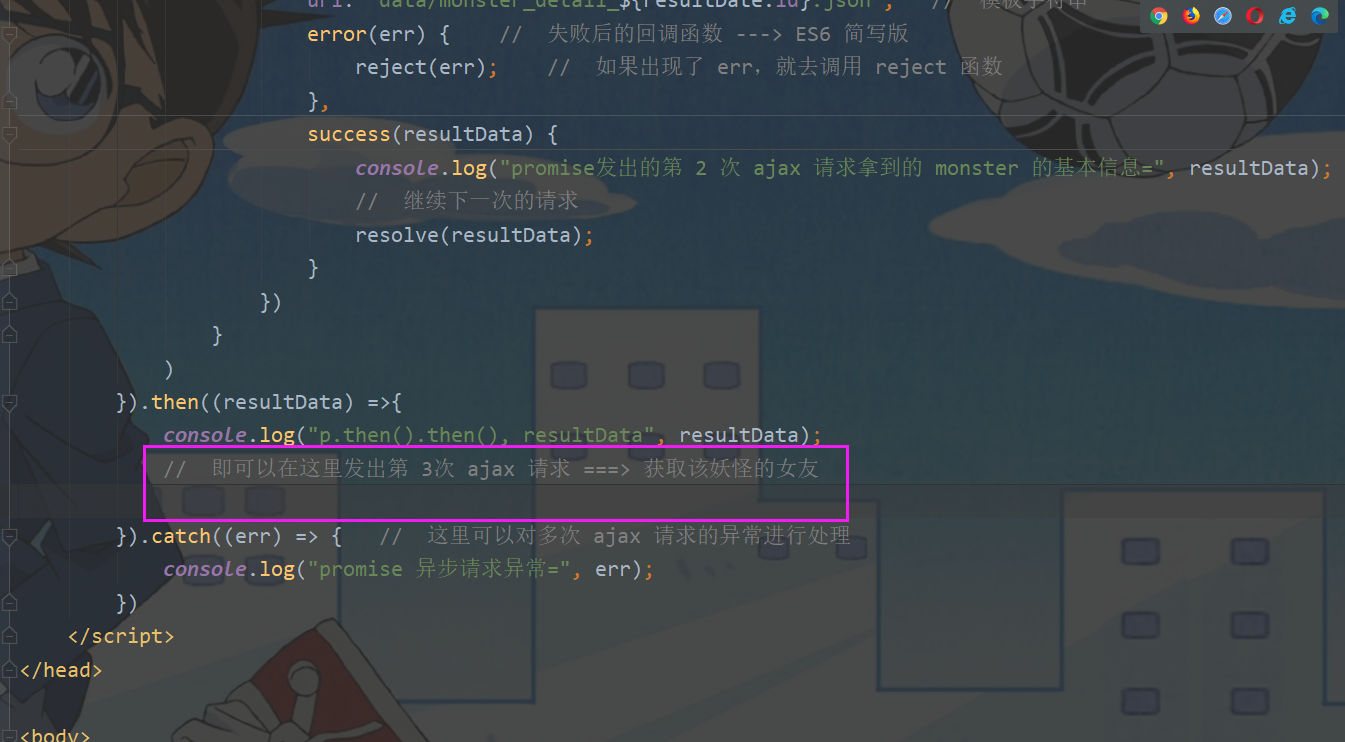 url: `data/monster_detail_${resultDate.id}.json`, // 模板字符串
error(err) { // 失败后的回调函数 ---> ES6 简写版
reject(err); // 如果出现了 err，就去调用 reject 函数
},
success(resultData) {
console.log("promise发出的第 2 次 ajax 请求拿到的 monster 的基本信息=", resultData);
// 继续下一次的请求
resolve(resultData);
}
})
}
)
}).then((resultData) =>{
console.log("p.then().then(), resultData", resultData);
// 即可以在这里发出第 3次 ajax 请求 ===> 获取该妖怪的女友
}).catch((err) => { // 这里可以对多次 ajax 请求的异常进行处理
console.log("promise 异步请求异常=", err);
})
</script>
</head>
<body>